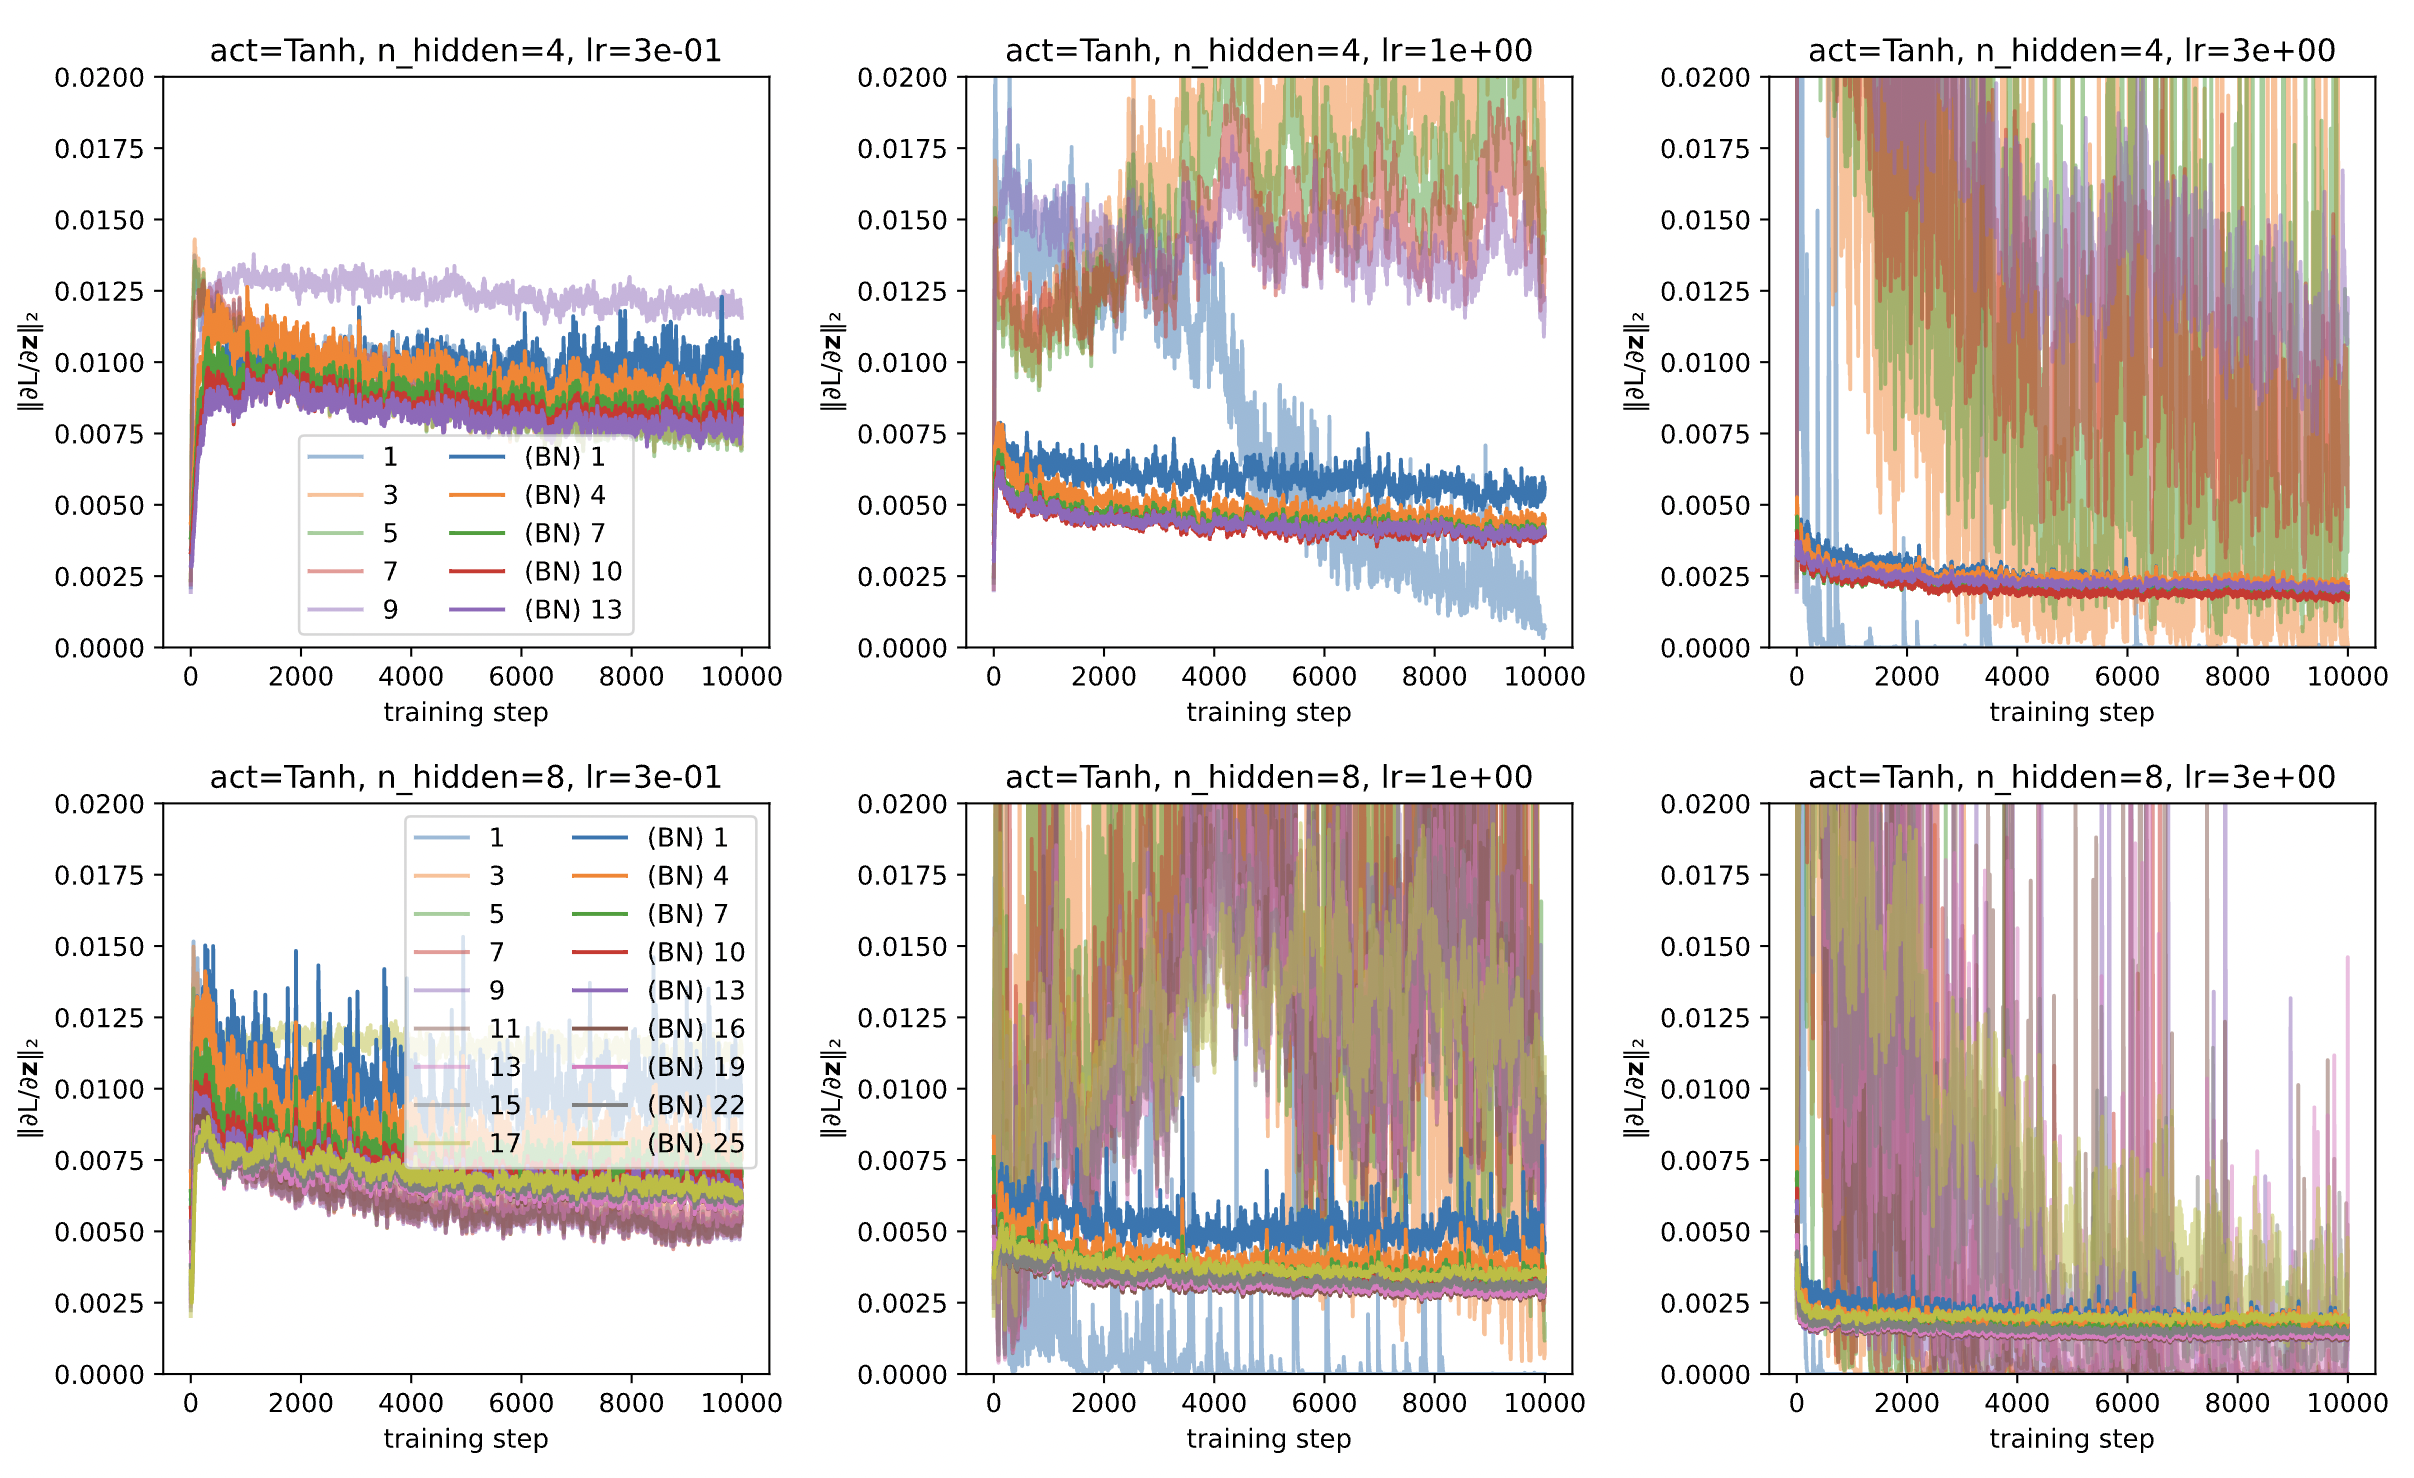 act=Tanh, n_hidden=4, lr=3e-01
0.0200
0.0175
0.0150
0.0125
0.0100
0.0075
0.0050
0.0025
0.0000
‖∂L/∂z‖₂
1 (BN) 1
3 (BN) 4
5 (BN) 7
7 (BN) 10
9 (BN) 13
0 2000 4000 6000 8000 10000
training step
act=Tanh, n_hidden=4, lr=1e+00
0.0200
0.0175
0.0150
0.0125
0.0100
0.0075
0.0050
0.0025
0.0000
‖∂L/∂z‖₂
0 2000 4000 6000 8000 10000
training step
act=Tanh, n_hidden=4, lr=3e+00
0.0200
0.0175
0.0150
0.0125
0.0100
0.0075
0.0050
0.0025
0.0000
‖∂L/∂z‖₂
0 2000 4000 6000 8000 10000
training step
act=Tanh, n_hidden=8, lr=3e-01
0.0200
0.0175
0.0150
0.0125
0.0100
0.0075
0.0050
0.0025
0.0000
‖∂L/∂z‖₂
1 (BN) 1
3 (BN) 4
5 (BN) 7
7 (BN) 10
9 (BN) 13
11 (BN) 16
13 (BN) 19
15 (BN) 22
17 (BN) 25
0 2000 4000 6000 8000 10000
training step
act=Tanh, n_hidden=8, lr=1e+00
0.0200
0.0175
0.0150
0.0125
0.0100
0.0075
0.0050
0.0025
0.0000
‖∂L/∂z‖₂
0 2000 4000 6000 8000 10000
training step
act=Tanh, n_hidden=8, lr=3e+00
0.0200
0.0175
0.0150
0.0125
0.0100
0.0075
0.0050
0.0025
0.0000
‖∂L/∂z‖₂
0 2000 4000 6000 8000 10000
training step